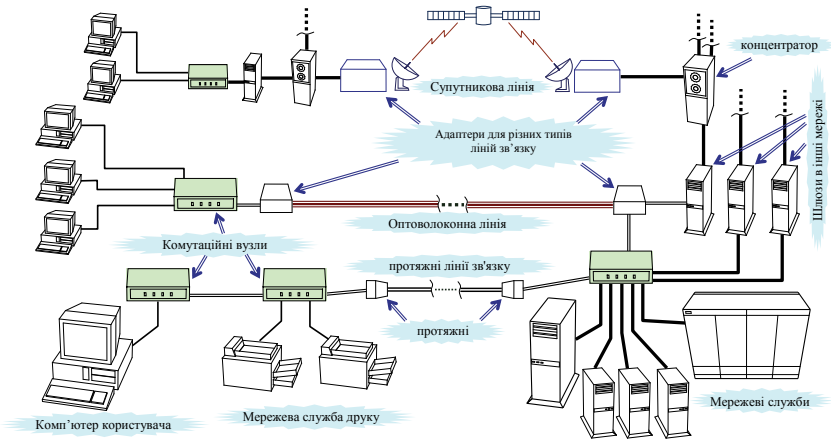 концентратор
Супутникова лінія
Адаптери для різних типів
ліній зв’язку
Шлюзи в інші мережі
Оптоволоконна лінія
Комутаційні вузли
протяжні лінії зв'язку
протяжні
Комп’ютер користувача
Мережева служба друку
Мережеві служби